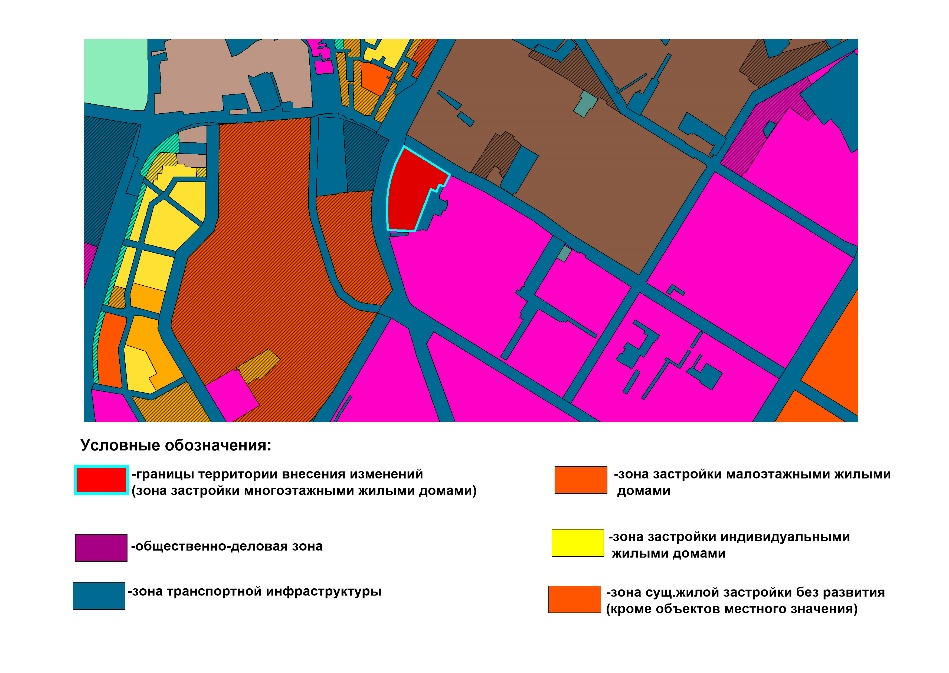 Условные обозначения:
-границы территории внесения изменений
(зона застройки многоэтажными жилыми домами)
-общественно-деловая зона
-зона транспортной инфраструктуры
-зона застройки малоэтажными жилыми
домами
-зона застройки индивидуальными
жилыми домами
-зона сущ.жилой застройки без развития
(кроме объектов местного значения)